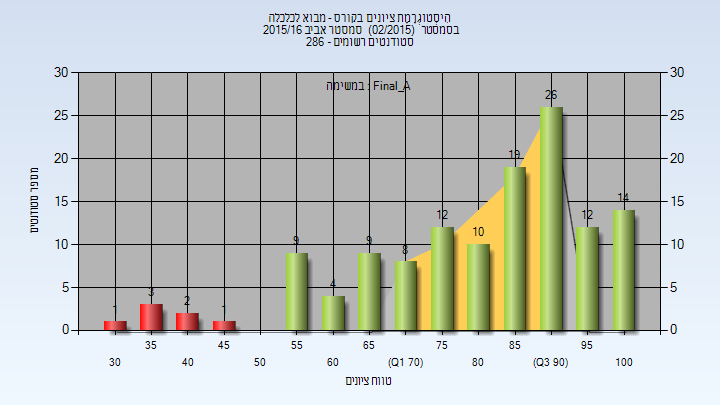 היסטוגרמת ציונים בקורס - מבוא לכלכלה
בסמסטר (02/2015) סמסטר אביב 2015/16
סטודנטים רשומים - 286
במשימה : Final_A
מספר סטודנטים
30 25 20 15 10 5 0
30 25 20 15 10 5 0
1 3 2 1 9 4 9 8 12 10 19 26 12 14
35 45 55 65 75 85 95
30 40 50 60 (Q1 70) 80 (Q3 90) 100
טווח ציונים